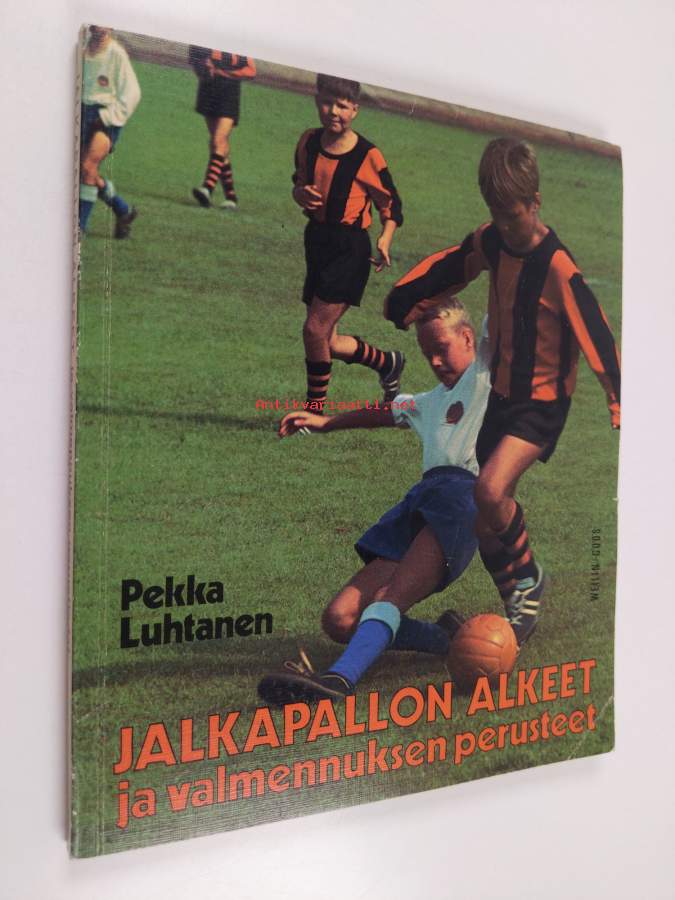 Antikvariaatti.net
WEILIN+GÖÖS
Pekka
Luhtanen
JALKAPALLON ALKEET
ja valmennuksen perusteet